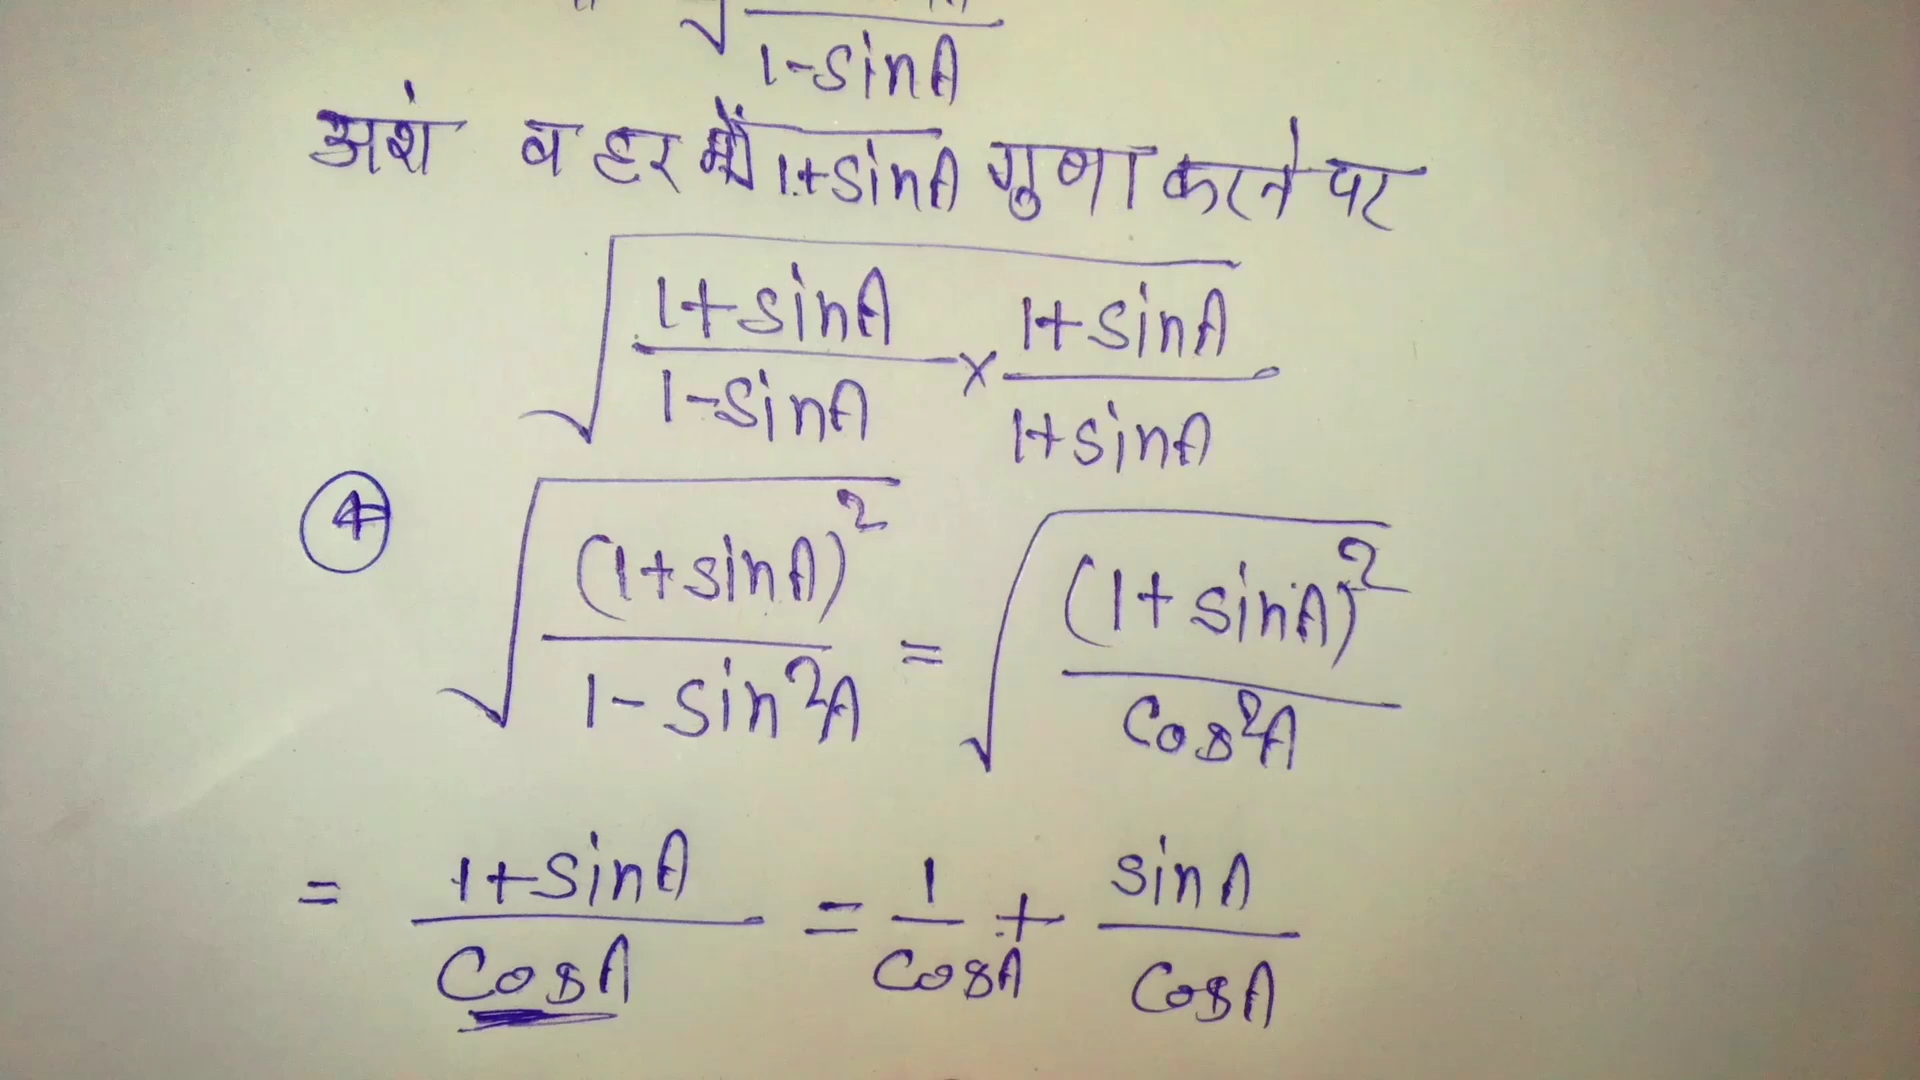 √ 1-sinA
अंश व हर में 1+sinA गुणा करने पर
√((1+sinA)/(1-sinA) × (1+sinA)/(1+sinA))
④ √((1+sinA)²/(1-sin²A)) = √((1+sinA)²/(Cos²A))
= (1+sinA)/(CosA) = 1/(CosA) + (sinA)/(CosA)